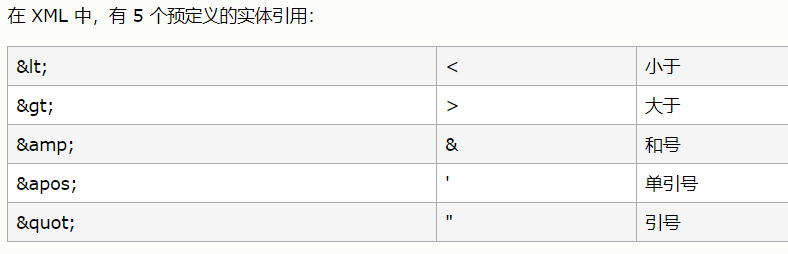 在 XML 中，有 5 个预定义的实体引用：
&lt; < 小于
&gt; > 大于
&amp; & 和号
&apos; ' 单引号
&quot; " 引号